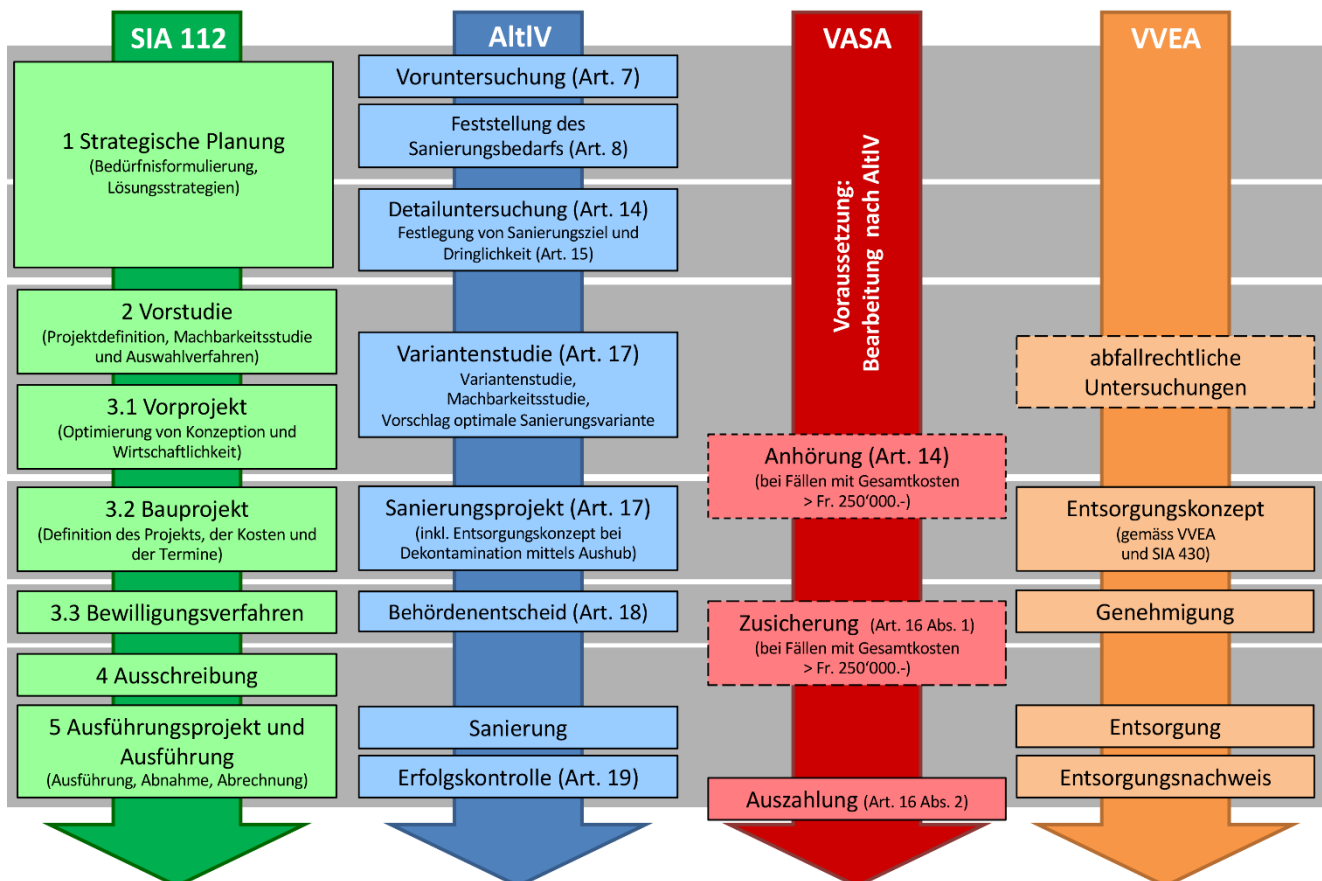 SIA 112
1 Strategische Planung
(Bedürfnisformulierung,
Lösungsstrategien)
2 Vorstudie
(Projektdefinition, Machbarkeitsstudie
und Auswahlverfahren)
3.1 Vorprojekt
(Optimierung von Konzeption und
Wirtschaftlichkeit)
3.2 Bauprojekt
(Definition des Projekts, der Kosten und
der Termine)
3.3 Bewilligungsverfahren
4 Ausschreibung
5 Ausführungsprojekt und
Ausführung
(Ausführung, Abnahme, Abrechnung)
AltlV
Voruntersuchung (Art. 7)
Feststellung des
Sanierungsbedarfs (Art. 8)
Detailuntersuchung (Art. 14)
Festlegung von Sanierungsziel und
Dringlichkeit (Art. 15)
Variantenstudie (Art. 17)
Variantenstudie,
Machbarkeitsstudie,
Vorschlag optimale Sanierungsvariante
Sanierungsprojekt (Art. 17)
(inkl. Entsorgungskonzept bei
Dekontamination mittels Aushub)
Behördenentscheid (Art. 18)
Sanierung
Erfolgskontrolle (Art. 19)
VASA
Voraussetzung:
Bearbeitung nach AltlV
Anhörung (Art. 14)
(bei Fällen mit Gesamtkosten
> Fr. 250‘000.-)
Zusicherung (Art. 16 Abs. 1)
(bei Fällen mit Gesamtkosten
> Fr. 250‘000.-)
Auszahlung (Art. 16 Abs. 2)
VVEA
abfallrechtliche
Untersuchungen
Entsorgungskonzept
(gemäss VVEA
und SIA 430)
Genehmigung
Entsorgung
Entsorgungsnachweis